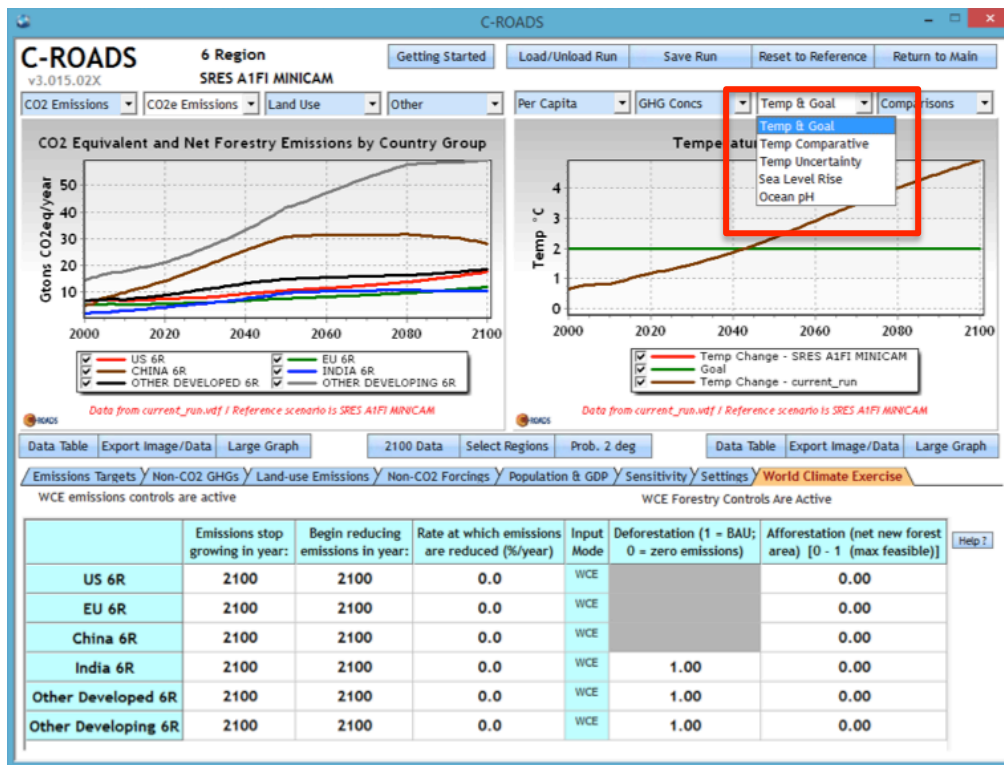 C-ROADS
C-ROADS
v3.015.02X
6 Region
SRES A1FI MINICAM
Getting Started
Load/Unload Run
Save Run
Reset to Reference
Return to Main
CO2 Emissions
CO2e Emissions
Land Use
Other
Per Capita
GHG Concs
Temp & Goal
Comparisons
Temp & Goal
Temp Comparative
Temp Uncertainty
Sea Level Rise
Ocean pH
CO2 Equivalent and Net Forestry Emissions by Country Group
Gtons CO2eq/year
50
40
30
20
10
2000 2020 2040 2060 2080 2100
US 6R
EU 6R
CHINA 6R
INDIA 6R
OTHER DEVELOPED 6R
OTHER DEVELOPING 6R
Data from current_run.vdf / Reference scenario is SRES A1FI MINICAM
C-ROADS
Temp °C
4
3
2
1
0
2000 2020 2040 2060 2080 2100
Temp Change - SRES A1FI MINICAM
Goal
Temp Change - current_run
Data from current_run.vdf / Reference scenario is SRES A1FI MINICAM
C-ROADS
Data Table
Export Image/Data
Large Graph
2100 Data
Select Regions
Prob. 2 deg
Data Table
Export Image/Data
Large Graph
Emissions Targets
Non-CO2 GHGs
Land-use Emissions
Non-CO2 Forcings
Population & GDP
Sensitivity
Settings
World Climate Exercise
WCE emissions controls are active
WCE Forestry Controls Are Active
Emissions stop growing in year:
Begin reducing emissions in year:
Rate at which emissions are reduced (%/year)
Input Mode
Deforestation (1 = BAU; 0 = zero emissions)
Afforestation (net new forest area) [0 - 1 (max feasible)]
Help ?
US 6R 2100 2100 0.0 WCE 0.00
EU 6R 2100 2100 0.0 WCE 0.00
China 6R 2100 2100 0.0 WCE 0.00
India 6R 2100 2100 0.0 WCE 1.00 0.00
Other Developed 6R 2100 2100 0.0 WCE 1.00 0.00
Other Developing 6R 2100 2100 0.0 WCE 1.00 0.00